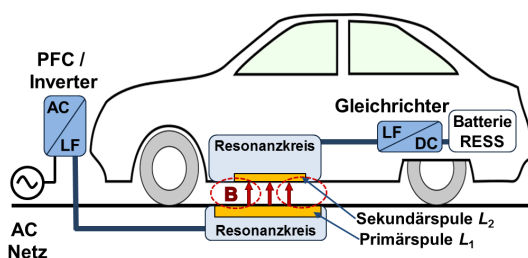 PFC /
Inverter
AC
LF
AC
Netz
Resonanzkreis
B
Resonanzkreis
Gleichrichter
LF
DC
Batterie
RESS
Sekundärspule L₂
Primärspule L₁